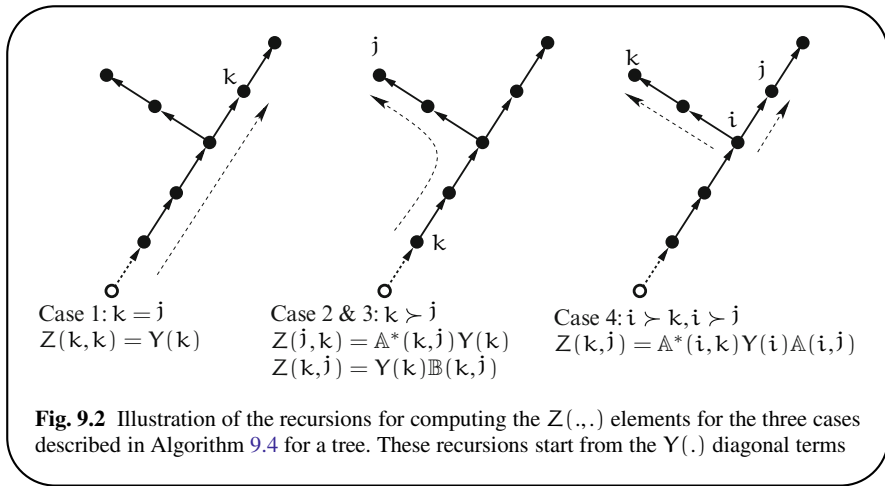 k
j
k
k
j
i
Case 1: k = j
Z(k,k) = Y(k)
Case 2 & 3: k ≻ j
Z(j,k) = 𝔸*(k,j)Y(k)
Z(k,j) = Y(k)𝔹(k,j)
Case 4: i ≻ k, i ≻ j
Z(k,j) = 𝔸*(i,k)Y(i)𝔸(i,j)
Fig. 9.2 Illustration of the recursions for computing the Z(.,.) elements for the three cases
described in Algorithm 9.4 for a tree. These recursions start from the Y(.) diagonal terms